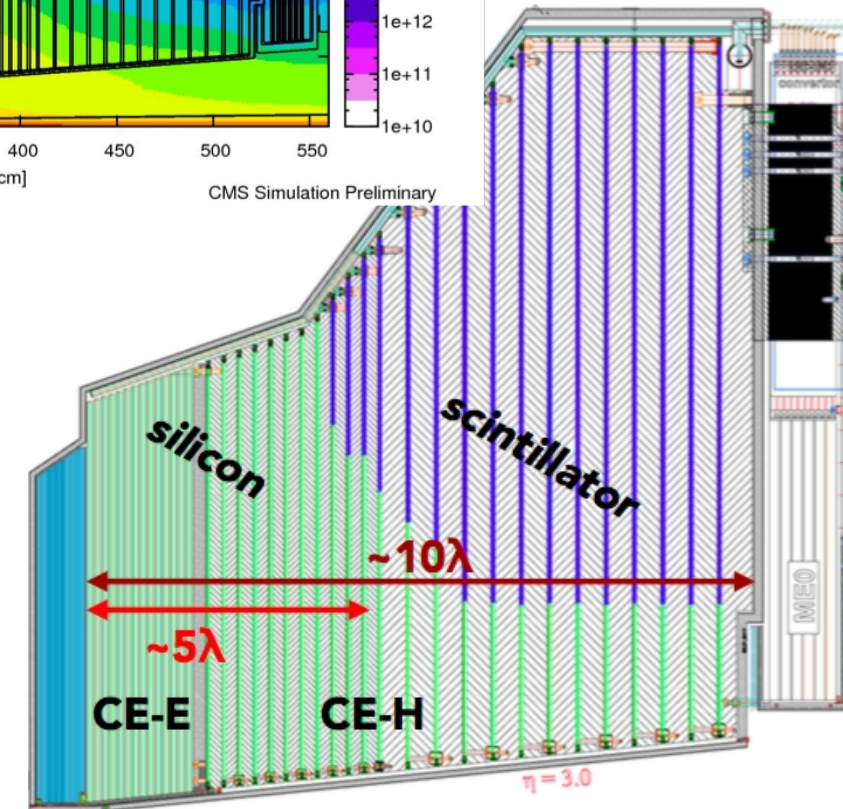 1e+12
1e+11
1e+10
400 450 500 550
cm]
CMS Simulation Preliminary
silicon
scintillator
~10λ
~5λ
CE-E
CE-H
ME0
η = 3.0